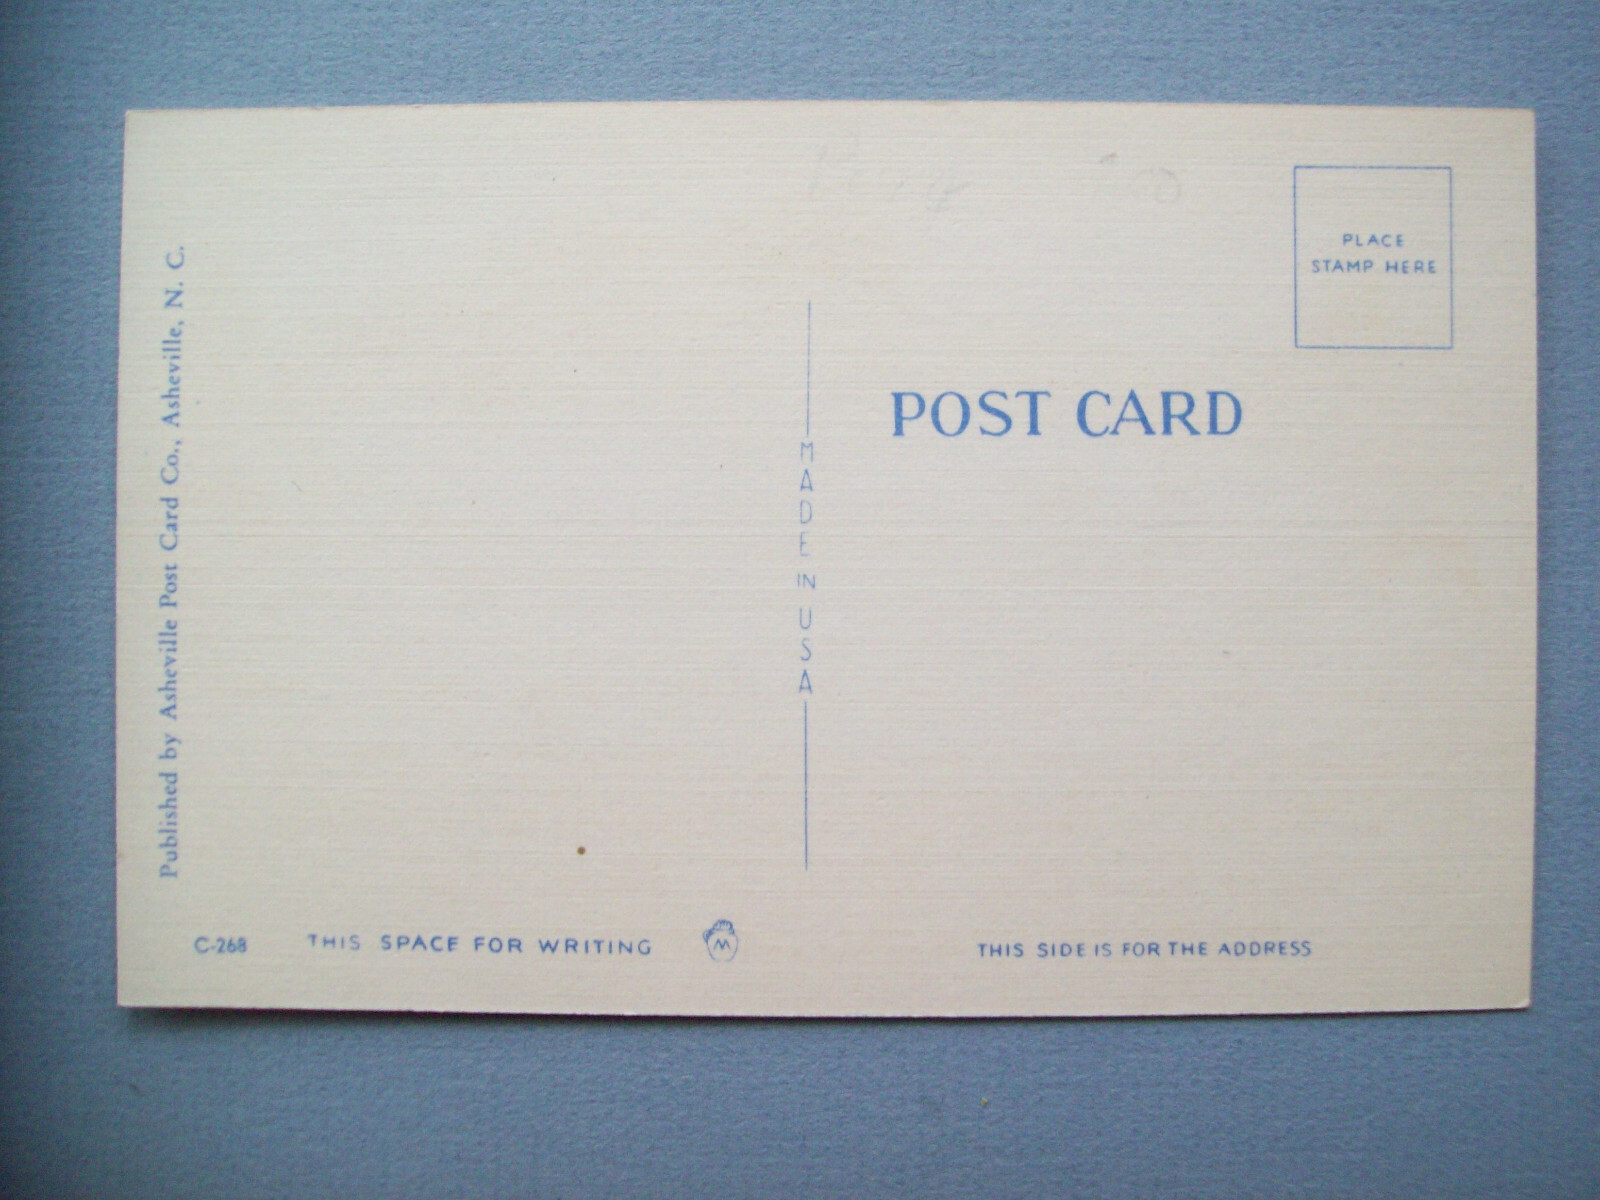 Published by Asheville Post Card Co., Asheville, N. C.
PLACE
STAMP HERE
POST CARD
MADE IN USA
C-268
THIS SPACE FOR WRITING
M
THIS SIDE IS FOR THE ADDRESS